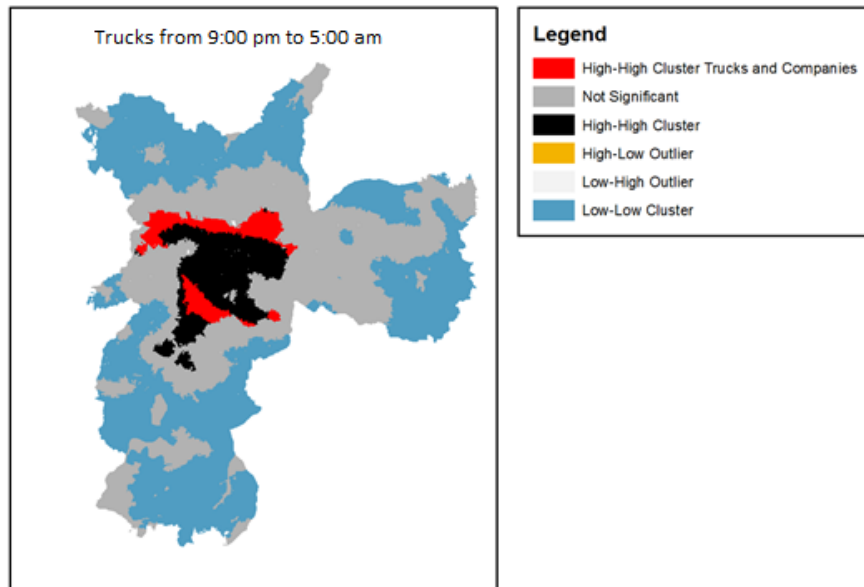 Trucks from 9:00 pm to 5:00 am
Legend
High-High Cluster Trucks and Companies
Not Significant
High-High Cluster
High-Low Outlier
Low-High Outlier
Low-Low Cluster